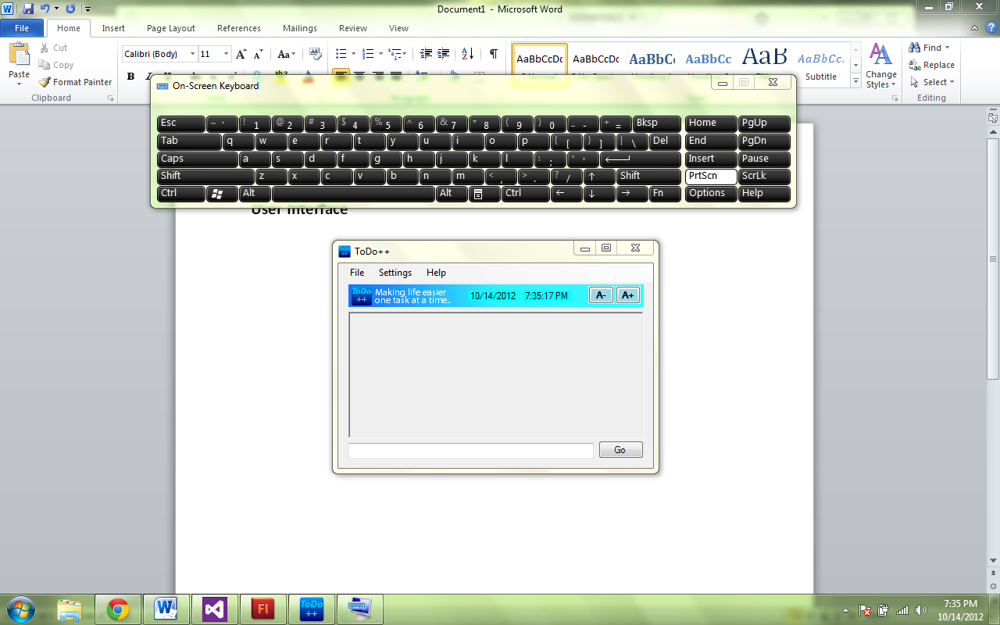 Document1 - Microsoft Word
File Home Insert Page Layout References Mailings Review View
Paste
Cut
Copy
Format Painter
Clipboard
Calibri (Body) 11
Aa
B
AaBbCcDc AaBbCcDc AaBbCc AaBbCc AaB AaBbCc.
Subtitle
Change
Styles
Find
Replace
Select
Editing
On-Screen Keyboard
Esc ~ ` ! 1 @ 2 # 3 $ 4 % 5 ^ 6 & 7 * 8 ( 9 ) 0 _ - + = Bksp Home PgUp
Tab q w e r t y u i o p { [ } ] | \ Del End PgDn
Caps a s d f g h j k l : ; " ' Insert Pause
Shift z x c v b n m < , > . ? / ↑ Shift PrtScn ScrLk
Ctrl Alt Alt Ctrl ← ↓ → Fn Options Help
User Interface
ToDo++
File Settings Help
ToDo
++
Making life easier
one task at a time..
10/14/2012 7:35:17 PM
A- A+
Go
Fl
ToDo
++
7:35 PM
10/14/2012